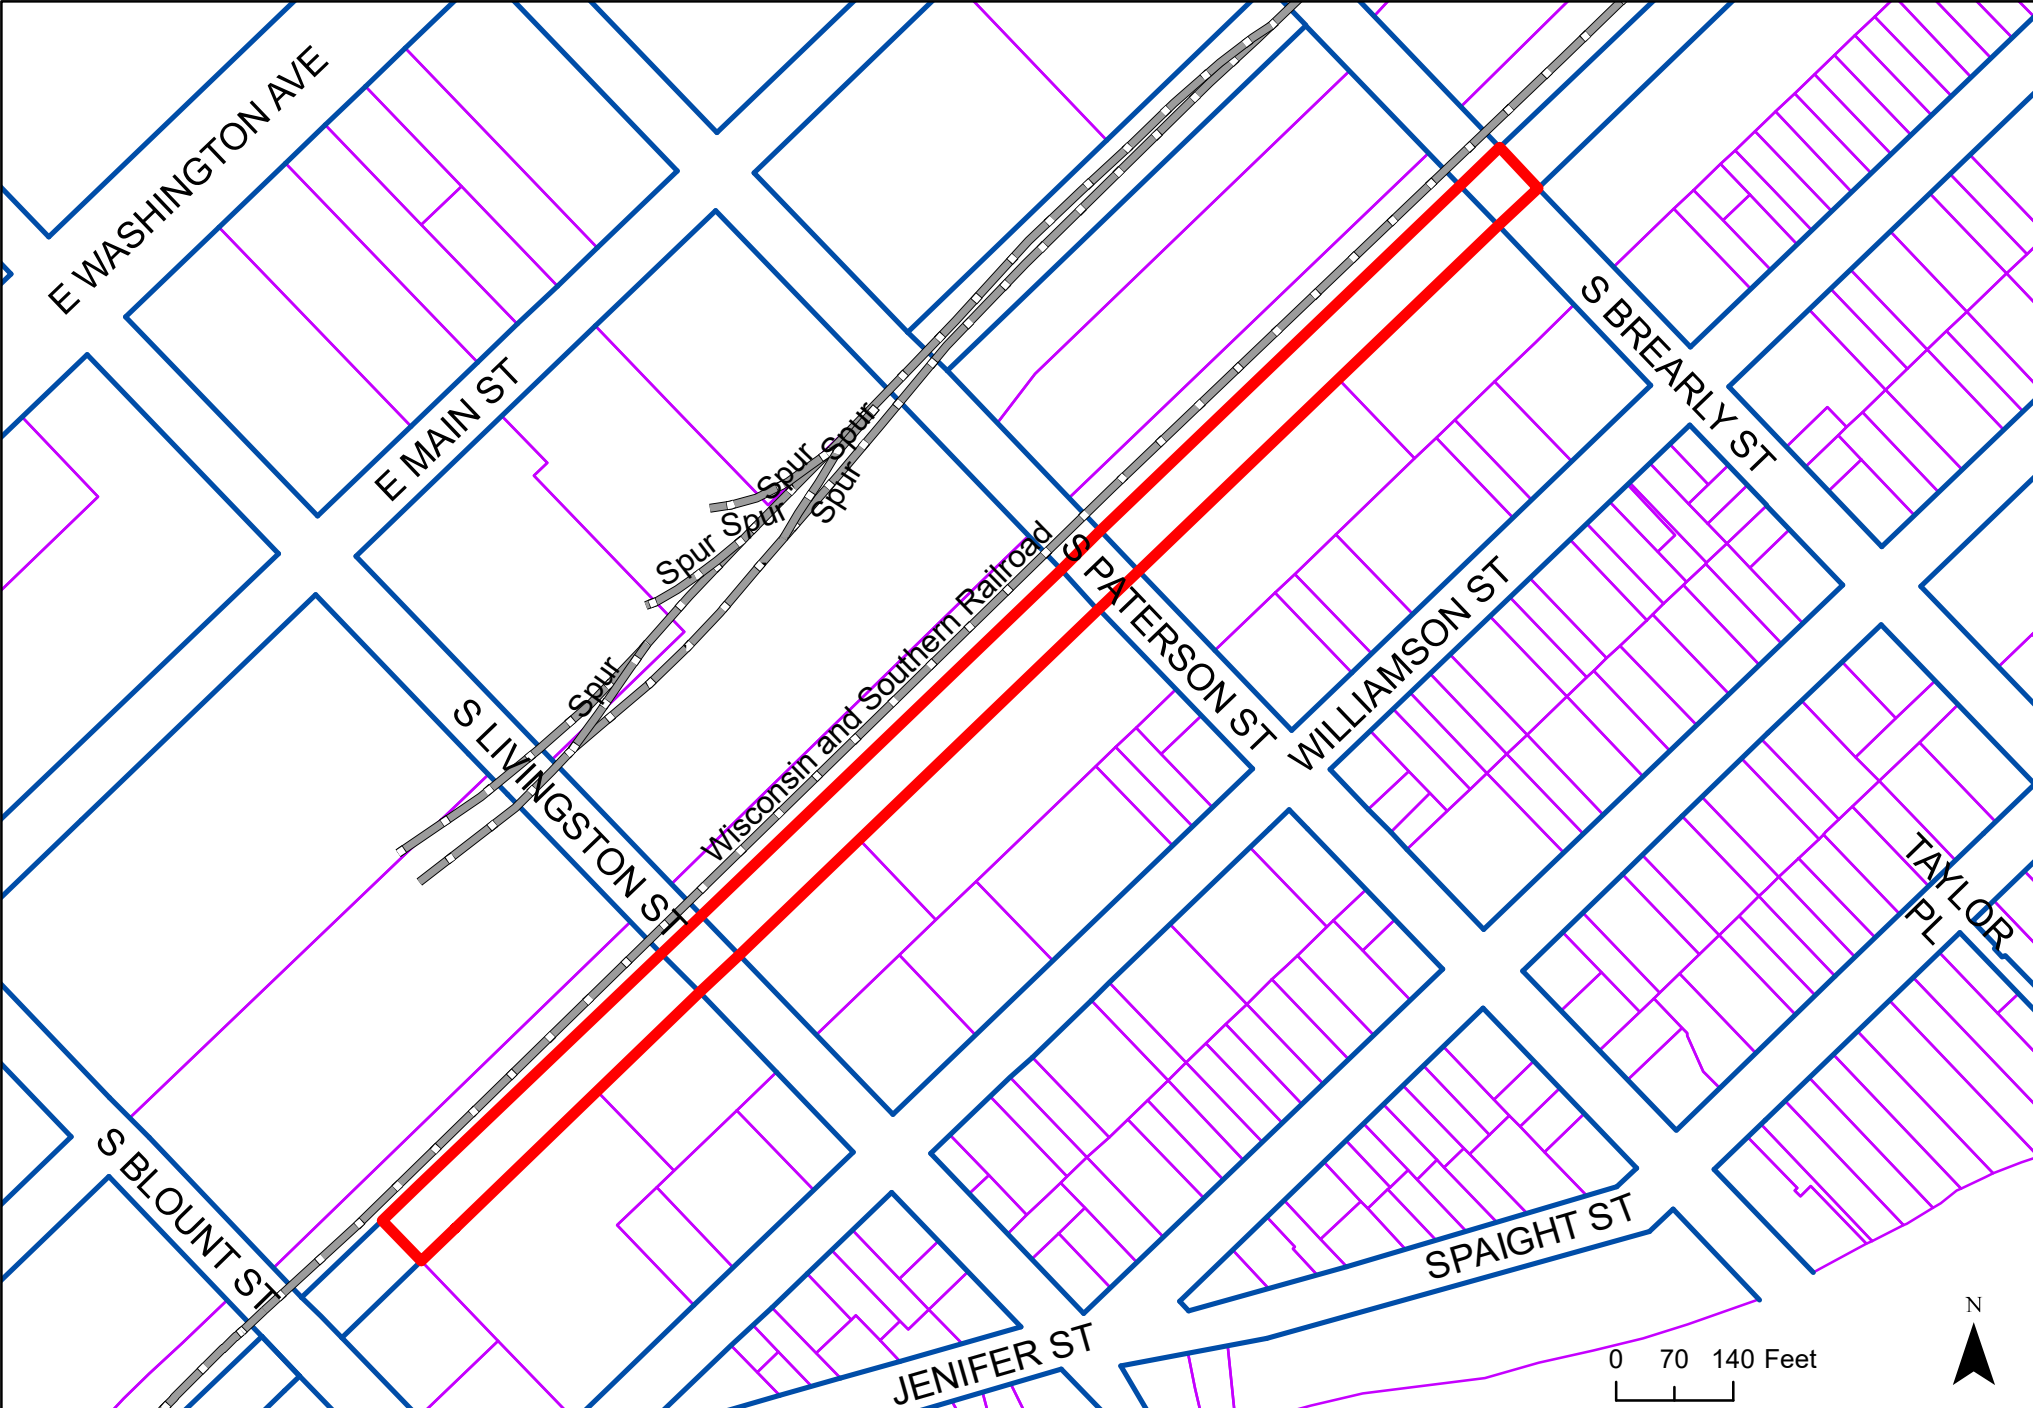 E WASHINGTON AVE
E MAIN ST
S BREARLY ST
Spur
Spur
Spur
Spur
Spur
Spur
S PATERSON ST
Wisconsin and Southern Railroad
WILLIAMSON ST
S LIVINGSTON ST
TAYLOR
PL
S BLOUNT ST
SPAIGHT ST
JENIFER ST
N
0 70 140 Feet